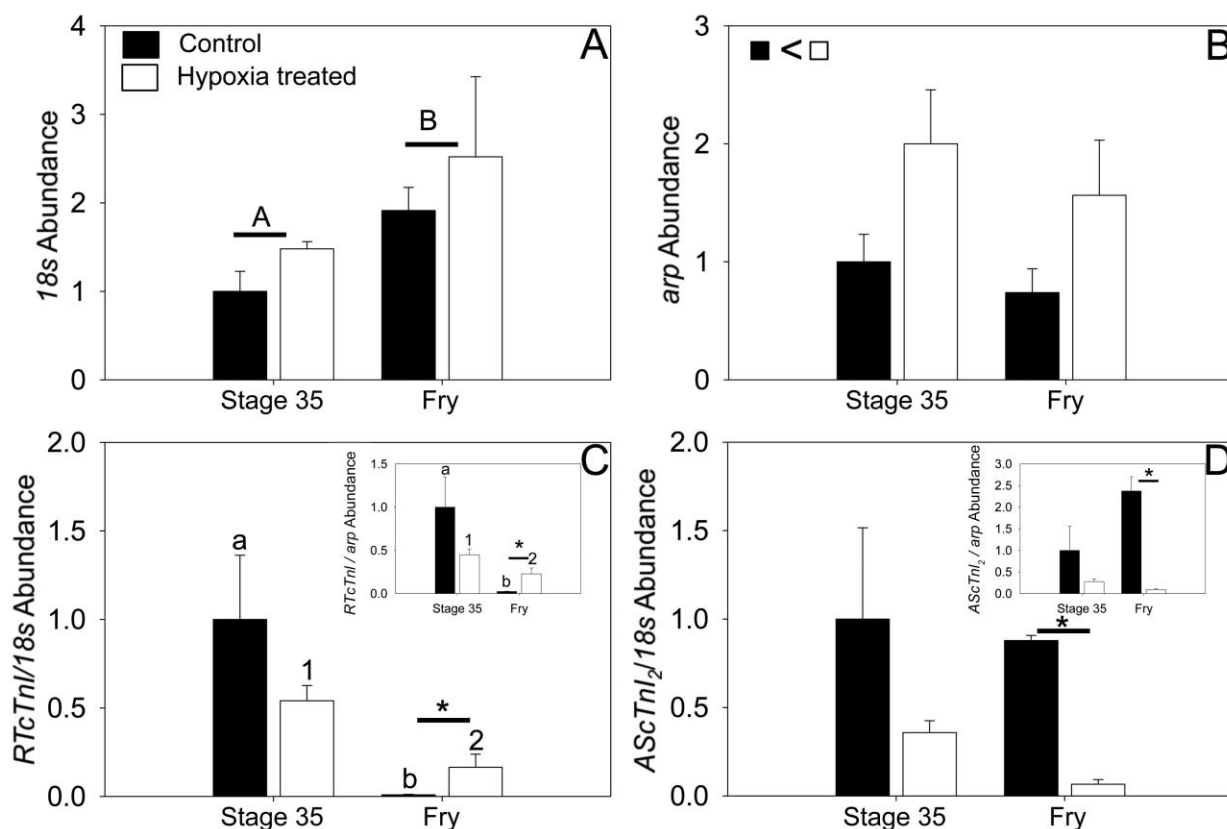 A
Control
Hypoxia treated
18s Abundance
4
3
2
1
0
A
B
Stage 35
Fry
B
<
arp Abundance
3
2
1
0
Stage 35
Fry
C
RTcTnI/18s Abundance
2.0
1.5
1.0
0.5
0.0
a
1
b
*
2
Stage 35
Fry
RTcTnI / arp Abundance
1.5
1.0
0.5
0.0
a
1
b
*
2
Stage 35
Fry
D
AScTnI₂/18s Abundance
2.0
1.5
1.0
0.5
0.0
*
Stage 35
Fry
AScTnI₂ / arp Abundance
3.0
2.5
2.0
1.5
1.0
0.5
0.0
*
Stage 35
Fry